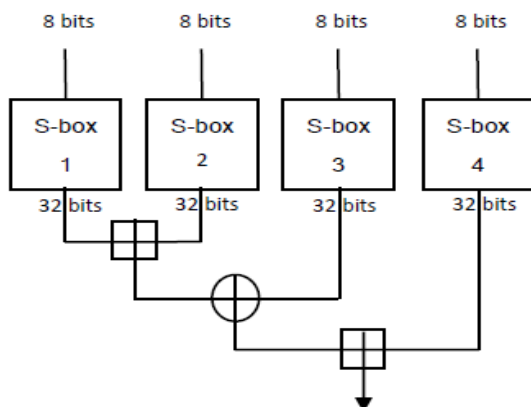 8 bits 8 bits 8 bits 8 bits
S-box S-box S-box S-box
1 2 3 4
32 bits 32 bits 32 bits 32 bits